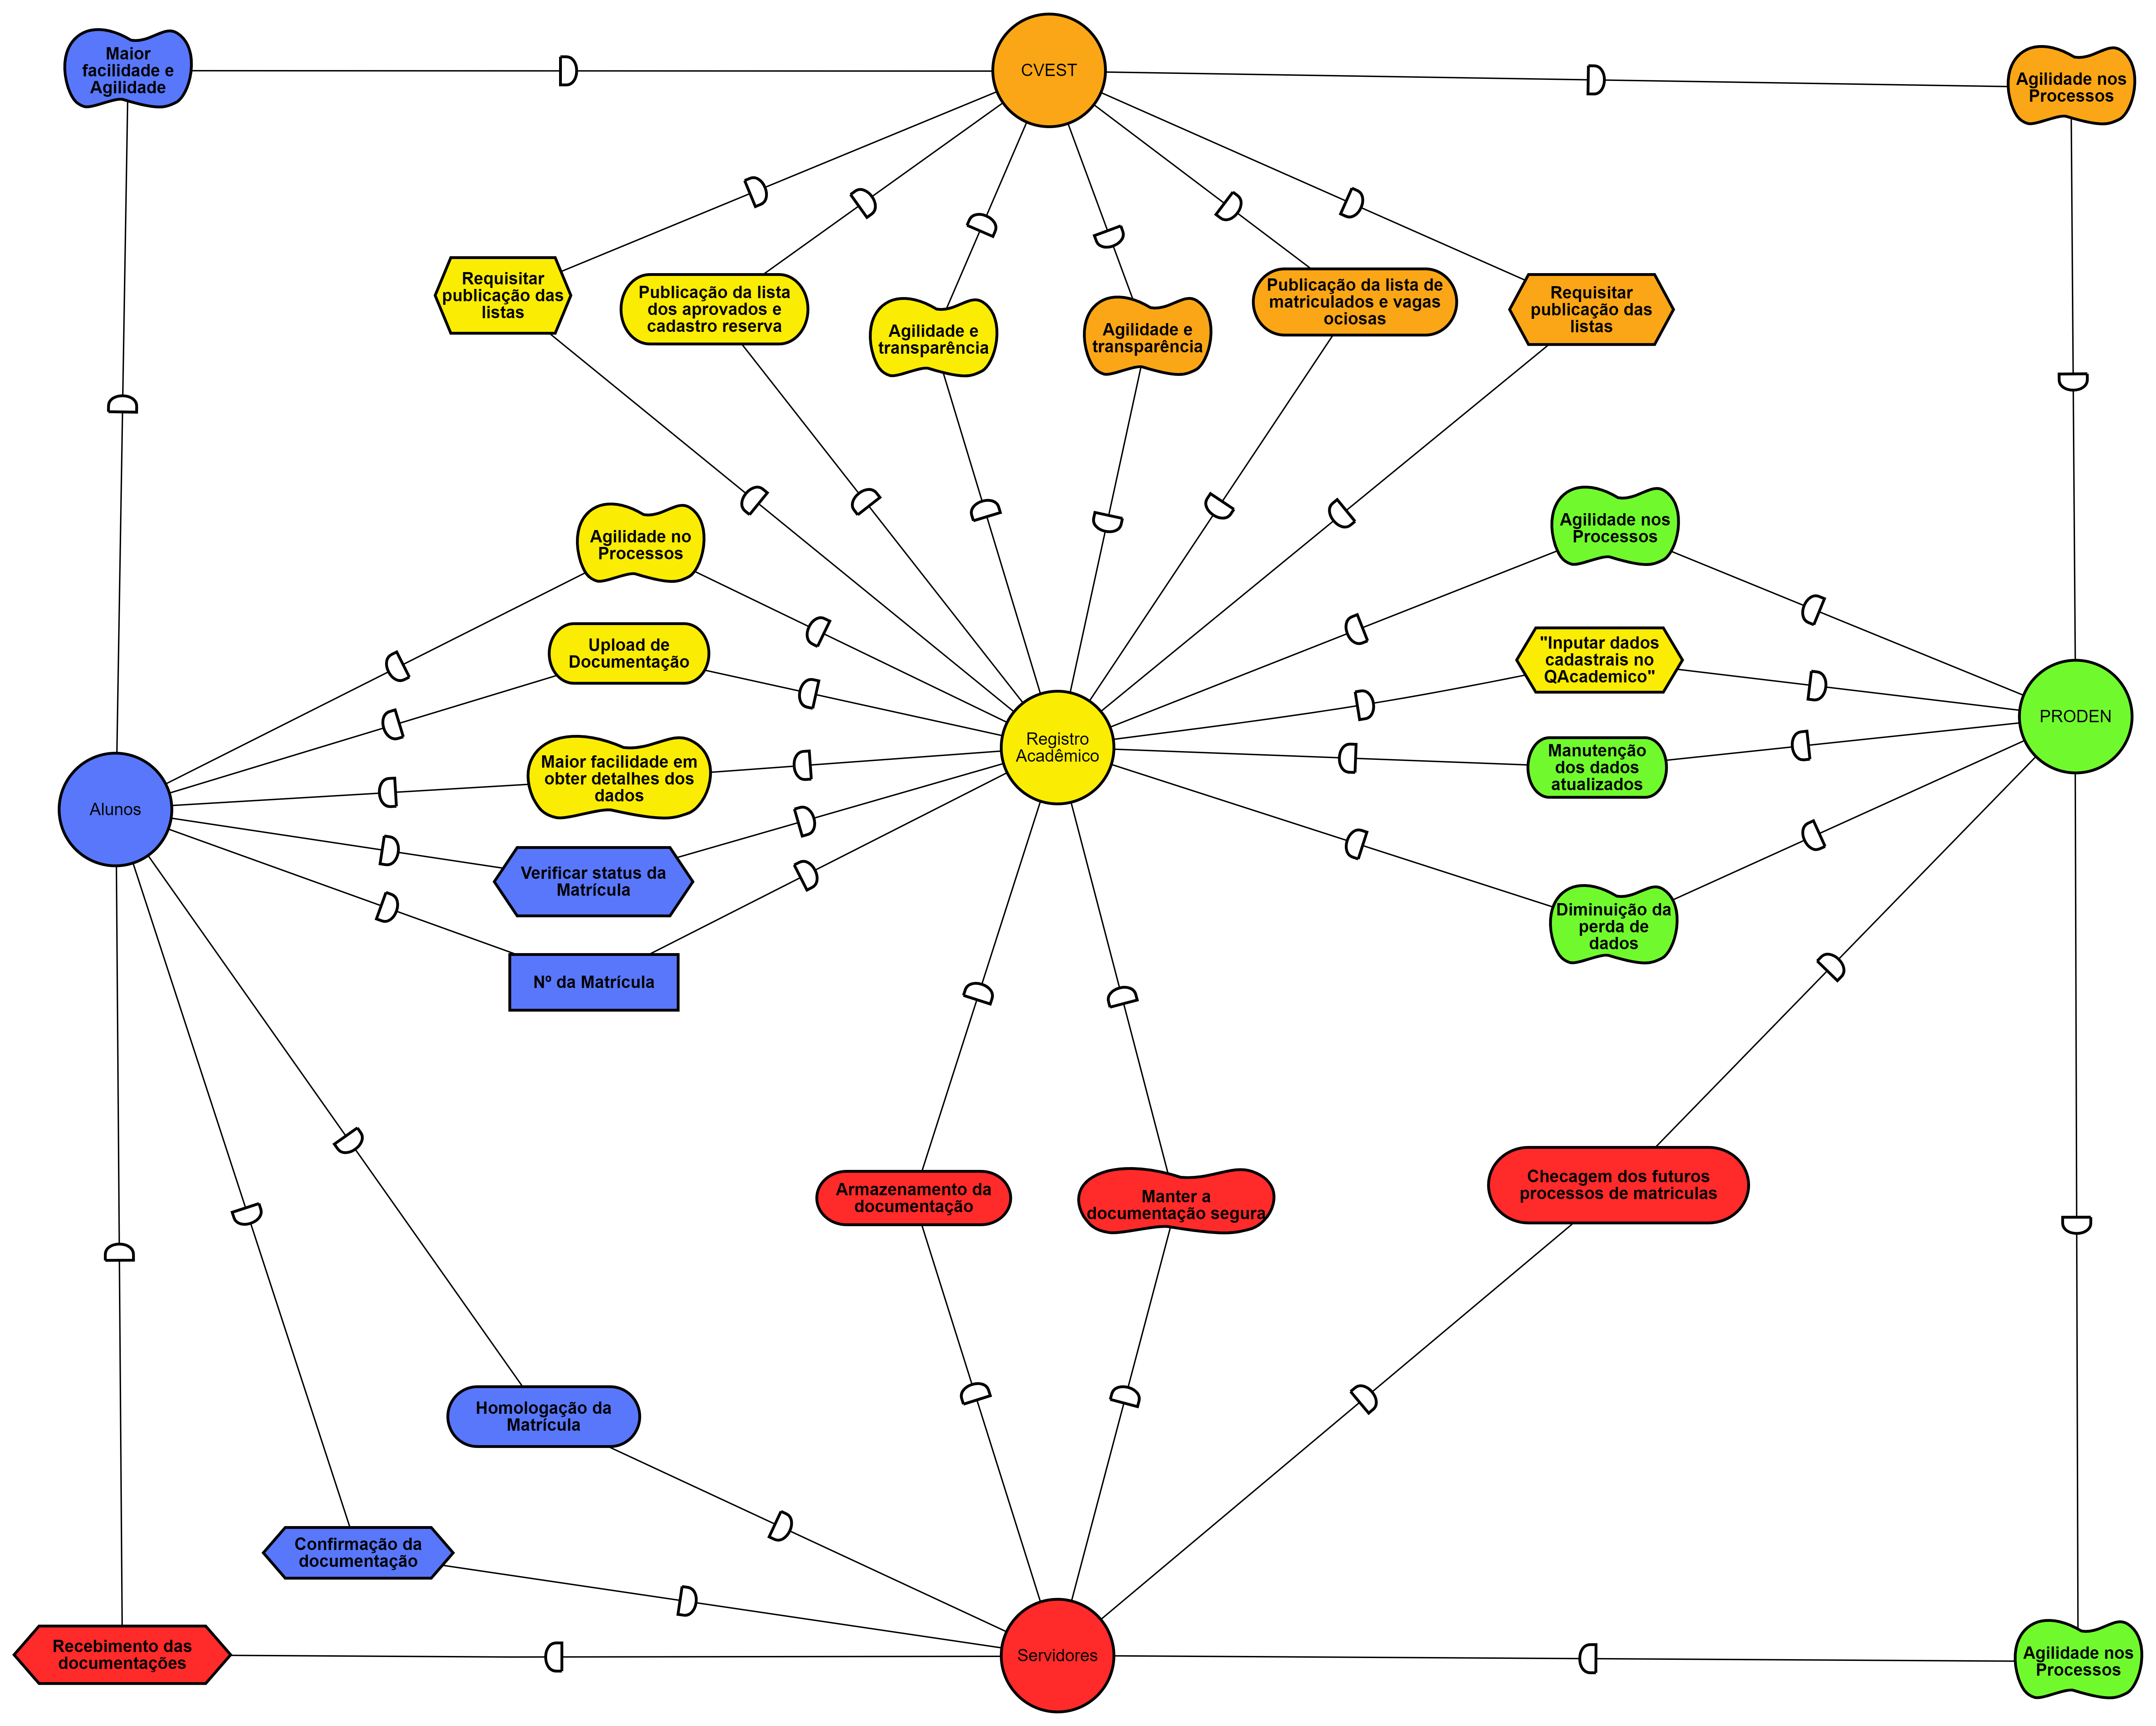 Maior
facilidade e
Agilidade
CVEST
Agilidade nos
Processos
Requisitar
publicação das
listas
Publicação da lista
dos aprovados e
cadastro reserva
Agilidade e
transparência
Agilidade e
transparência
Publicação da lista de
matriculados e vagas
ociosas
Requisitar
publicação das
listas
Agilidade no
Processos
Agilidade nos
Processos
Upload de
Documentação
"Inputar dados
cadastrais no
QAcademico"
PRODEN
Registro
Acadêmico
Maior facilidade em
obter detalhes dos
dados
Manutenção
dos dados
atualizados
Alunos
Verificar status da
Matrícula
Diminuição da
perda de
dados
Nº da Matrícula
Armazenamento da
documentação
Manter a
documentação segura
Checagem dos futuros
processos de matriculas
Homologação da
Matrícula
Confirmação da
documentação
Recebimento das
documentações
Servidores
Agilidade nos
Processos